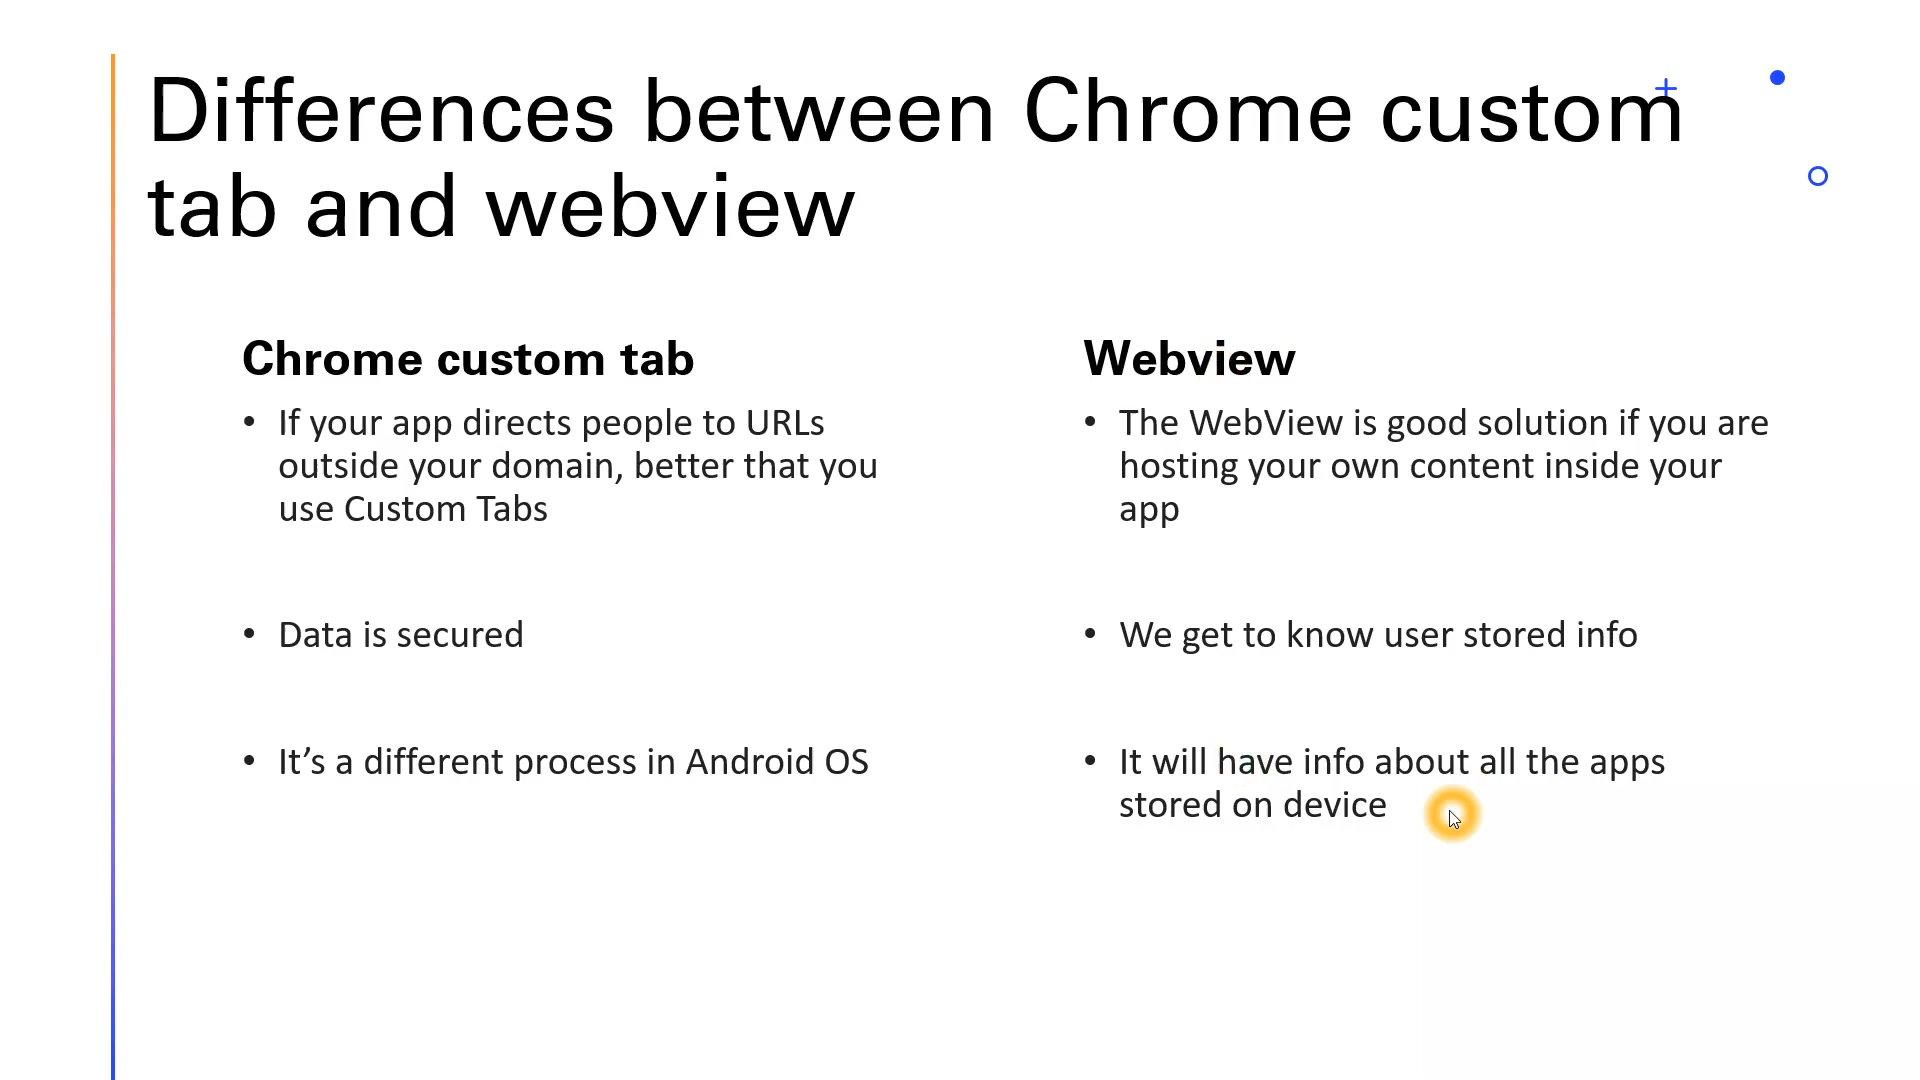 Differences between Chrome custom
tab and webview
Chrome custom tab
• If your app directs people to URLs
outside your domain, better that you
use Custom Tabs
• Data is secured
• It’s a different process in Android OS
Webview
• The WebView is good solution if you are
hosting your own content inside your
app
• We get to know user stored info
• It will have info about all the apps
stored on device